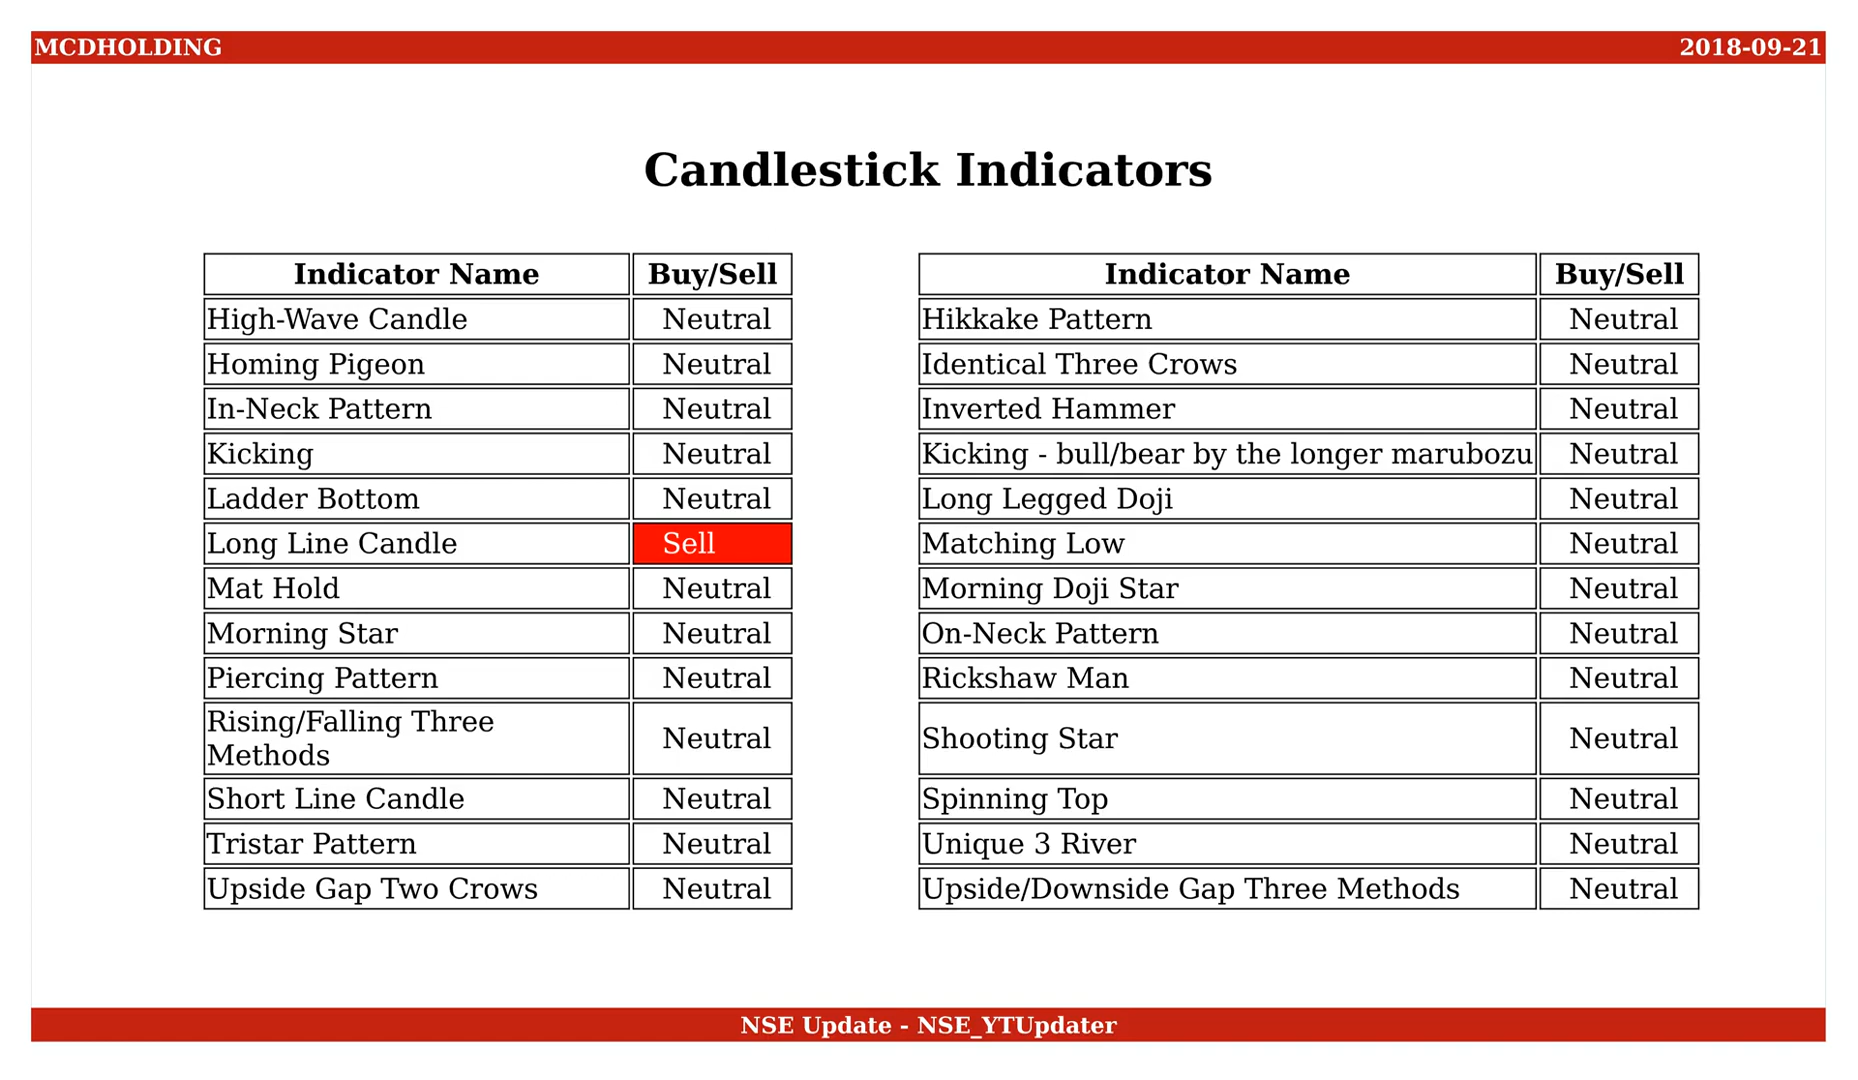 MCDHOLDING 2018-09-21
Candlestick Indicators
Indicator Name Buy/Sell Indicator Name Buy/Sell
High-Wave Candle Neutral Hikkake Pattern Neutral
Homing Pigeon Neutral Identical Three Crows Neutral
In-Neck Pattern Neutral Inverted Hammer Neutral
Kicking Neutral Kicking - bull/bear by the longer marubozu Neutral
Ladder Bottom Neutral Long Legged Doji Neutral
Long Line Candle Sell Matching Low Neutral
Mat Hold Neutral Morning Doji Star Neutral
Morning Star Neutral On-Neck Pattern Neutral
Piercing Pattern Neutral Rickshaw Man Neutral
Rising/Falling Three
Methods Neutral Shooting Star Neutral
Short Line Candle Neutral Spinning Top Neutral
Tristar Pattern Neutral Unique 3 River Neutral
Upside Gap Two Crows Neutral Upside/Downside Gap Three Methods Neutral
NSE Update - NSE_YTUpdater